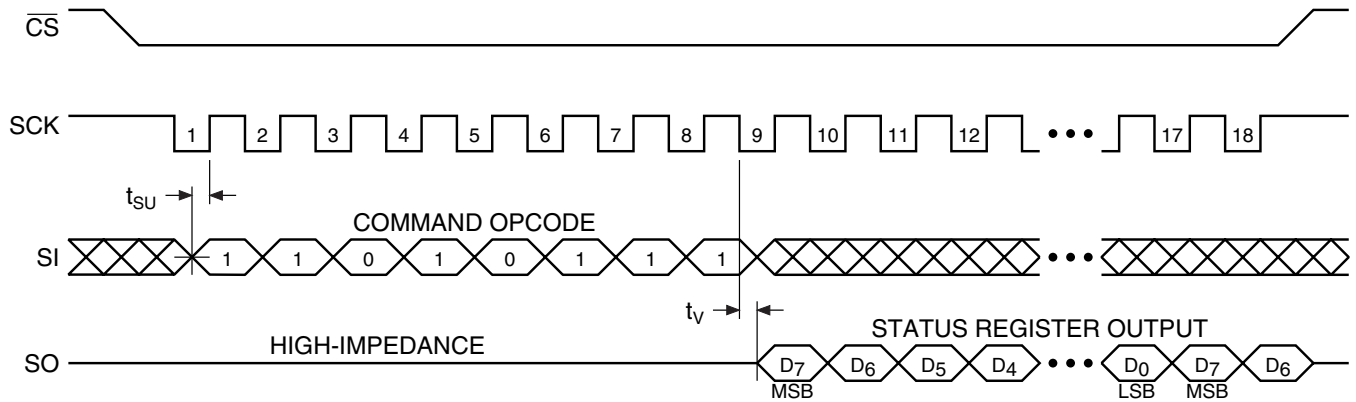 CS
SCK 1 2 3 4 5 6 7 8 9 10 11 12 ••• 17 18
tSU
COMMAND OPCODE
SI 1 1 0 1 0 1 1 1 •••
tV
STATUS REGISTER OUTPUT
HIGH-IMPEDANCE
SO D7 D6 D5 D4 ••• D0 D7 D6
MSB LSB MSB